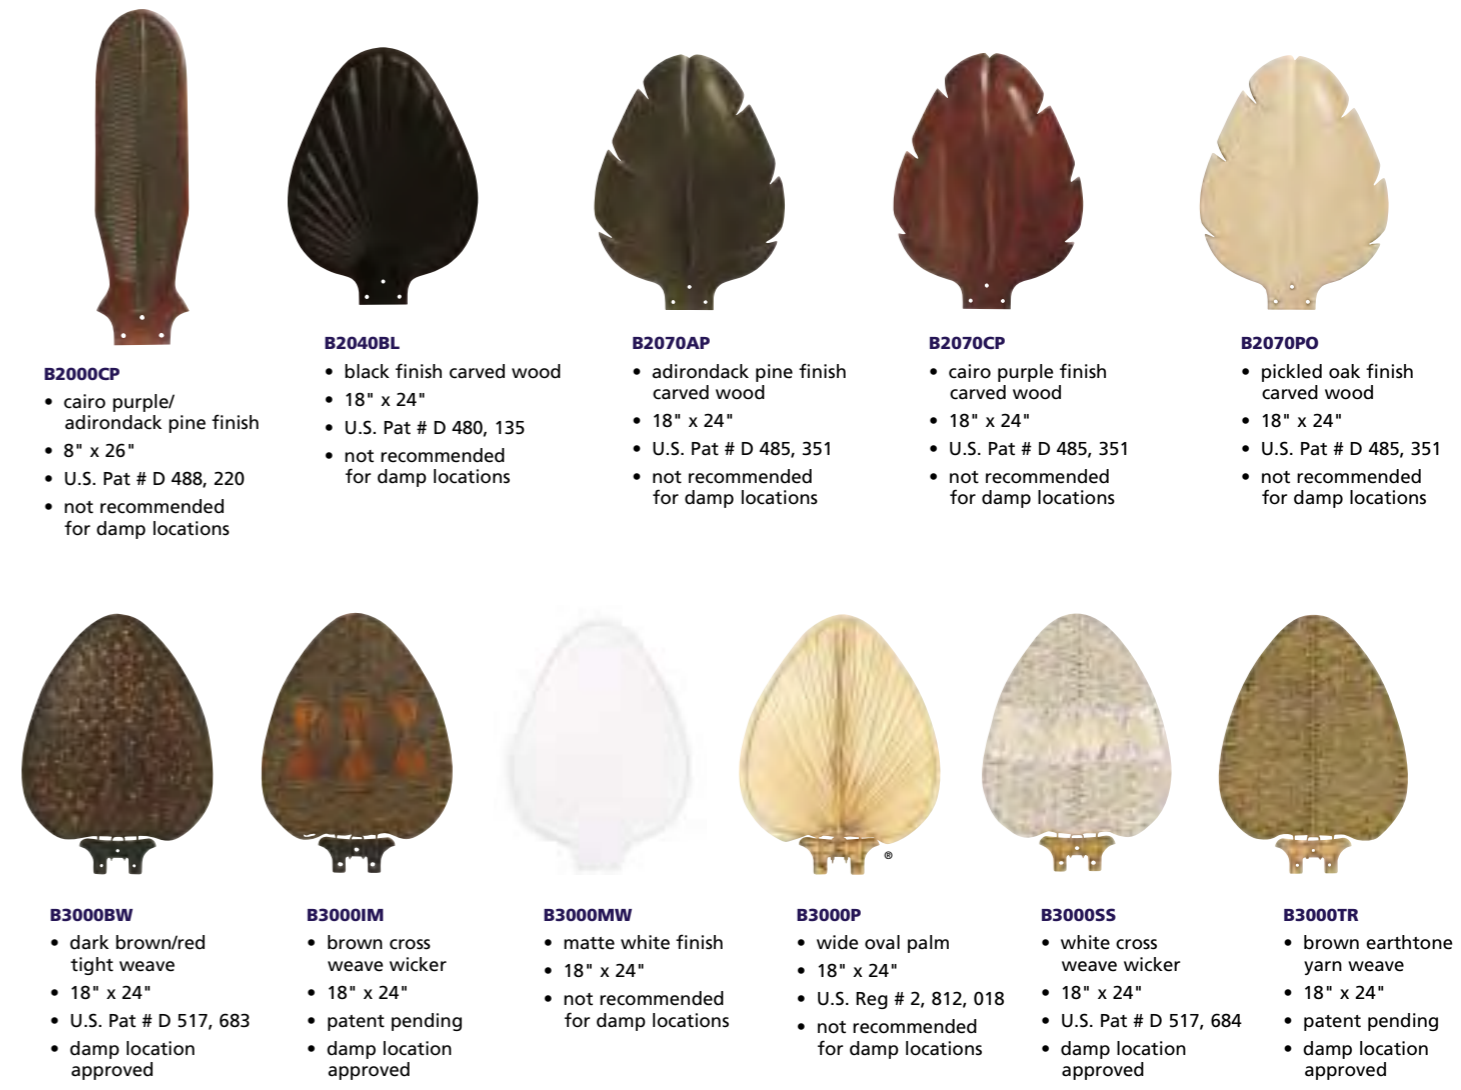 B2000CP
• cairo purple/
adirondack pine finish
• 8" x 26"
• U.S. Pat # D 488, 220
• not recommended
for damp locations
B2040BL
• black finish carved wood
• 18" x 24"
• U.S. Pat # D 480, 135
• not recommended
for damp locations
B2070AP
• adirondack pine finish
carved wood
• 18" x 24"
• U.S. Pat # D 485, 351
• not recommended
for damp locations
B2070CP
• cairo purple finish
carved wood
• 18" x 24"
• U.S. Pat # D 485, 351
• not recommended
for damp locations
B2070PO
• pickled oak finish
carved wood
• 18" x 24"
• U.S. Pat # D 485, 351
• not recommended
for damp locations
B3000BW
• dark brown/red
tight weave
• 18" x 24"
• U.S. Pat # D 517, 683
• damp location
approved
B3000IM
• brown cross
weave wicker
• 18" x 24"
• patent pending
• damp location
approved
B3000MW
• matte white finish
• 18" x 24"
• not recommended
for damp locations
®
B3000P
• wide oval palm
• 18" x 24"
• U.S. Reg # 2, 812, 018
• not recommended
for damp locations
B3000SS
• white cross
weave wicker
• 18" x 24"
• U.S. Pat # D 517, 684
• damp location
approved
B3000TR
• brown earthtone
yarn weave
• 18" x 24"
• patent pending
• damp location
approved